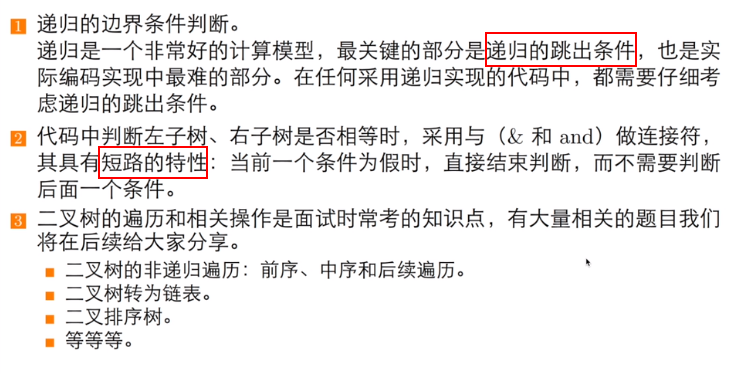 1 递归的边界条件判断。
递归是一个非常好的计算模型，最关键的部分是递归的跳出条件，也是实
际编码实现中最难的部分。在任何采用递归实现的代码中，都需要仔细考
虑递归的跳出条件。
2 代码中判断左子树、右子树是否相等时，采用与（& 和 and）做连接符，
其具有短路的特性：当前一个条件为假时，直接结束判断，而不需要判断
后面一个条件。
3 二叉树的遍历和相关操作是面试时常考的知识点，有大量相关的题目我们
将在后续给大家分享。
二叉树的非递归遍历：前序、中序和后续遍历。
二叉树转为链表。
二叉排序树。
等等等。